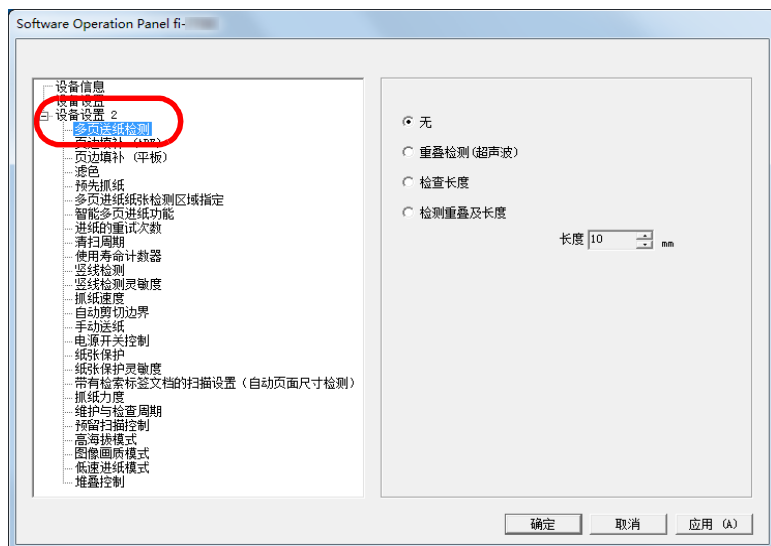 Software Operation Panel fi-
设备信息
设备设置
设备设置 2
多页送纸检测
页边填补 (ADF)
页边填补 (平板)
滤色
预先抓纸
多页进纸纸张检测区域指定
智能多页进纸功能
进纸的重试次数
清扫周期
使用寿命计数器
竖线检测
竖线检测灵敏度
抓纸速度
自动剪切边界
手动送纸
电源开关控制
纸张保护
纸张保护灵敏度
带有检索标签文档的扫描设置 (自动页面尺寸检测)
抓纸力度
维护与检查周期
预留扫描控制
高海拔模式
图像画质模式
低速进纸模式
堆叠控制
无
重叠检测(超声波)
检查长度
检测重叠及长度
长度 10 mm
确定 取消 应用 (A)